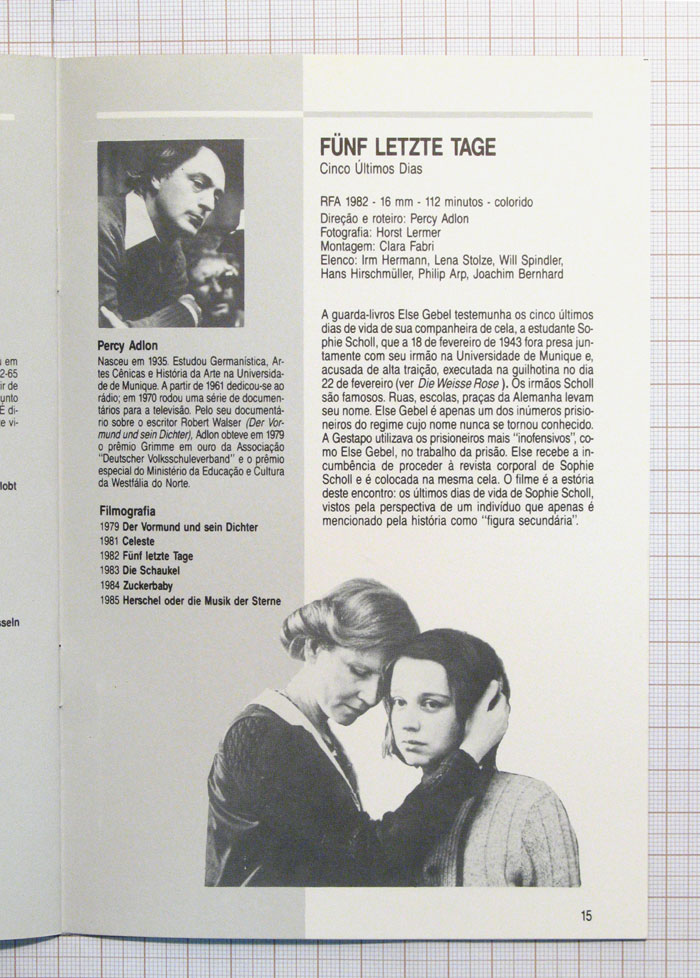 em
2-65
ir de
unto
É di-
e vi-
lobt
sseln
Percy Adlon
Nasceu em 1935. Estudou Germanística, Ar-
tes Cênicas e História da Arte na Universida-
de de Munique. A partir de 1961 dedicou-se ao
rádio; em 1970 rodou uma série de documen-
tários para a televisão. Pelo seu documentá-
rio sobre o escritor Robert Walser (Der Vor-
mund und sein Dichter), Adlon obteve em 1979
o prêmio Grimme em ouro da Associação
“Deutscher Volksschuleverband” e o prêmio
especial do Ministério da Educação e Cultura
da Westfália do Norte.
Filmografia
1979 Der Vormund und sein Dichter
1981 Celeste
1982 Fünf letzte Tage
1983 Die Schaukel
1984 Zuckerbaby
1985 Herschel oder die Musik der Sterne
FÜNF LETZTE TAGE
Cinco Últimos Dias
RFA 1982 - 16 mm - 112 minutos - colorido
Direção e roteiro: Percy Adlon
Fotografia: Horst Lermer
Montagem: Clara Fabri
Elenco: Irm Hermann, Lena Stolze, Will Spindler,
Hans Hirschmüller, Philip Arp, Joachim Bernhard
A guarda-livros Else Gebel testemunha os cinco últimos
dias de vida de sua companheira de cela, a estudante So-
phie Scholl, que a 18 de fevereiro de 1943 fora presa jun-
tamente com seu irmão na Universidade de Munique e,
acusada de alta traição, executada na guilhotina no dia
22 de fevereiro (ver Die Weisse Rose ). Os irmãos Scholl
são famosos. Ruas, escolas, praças da Alemanha levam
seu nome. Else Gebel é apenas um dos inúmeros prisio-
neiros do regime cujo nome nunca se tornou conhecido.
A Gestapo utilizava os prisioneiros mais “inofensivos”, co-
mo Else Gebel, no trabalho da prisão. Else recebe a in-
cumbência de proceder à revista corporal de Sophie
Scholl e é colocada na mesma cela. O filme é a estória
deste encontro: os últimos dias de vida de Sophie Scholl,
vistos pela perspectiva de um indivíduo que apenas é
mencionado pela história como “figura secundária”.
15